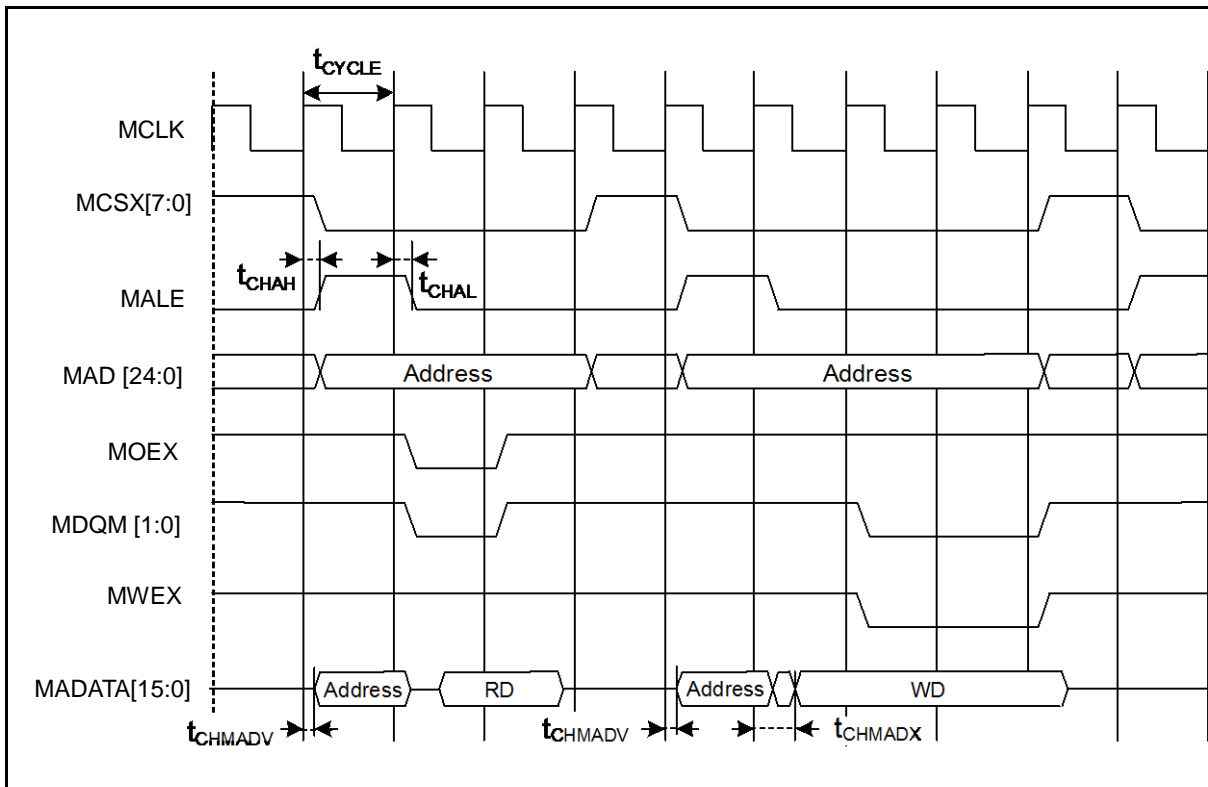 tCYCLE
MCLK
MCSX[7:0]
tCHAH
tCHAL
MALE
MAD [24:0]
Address
Address
MOEX
MDQM [1:0]
MWEX
MADATA[15:0]
Address
RD
Address
WD
tCHMADV
tCHMADV
tCHMADX